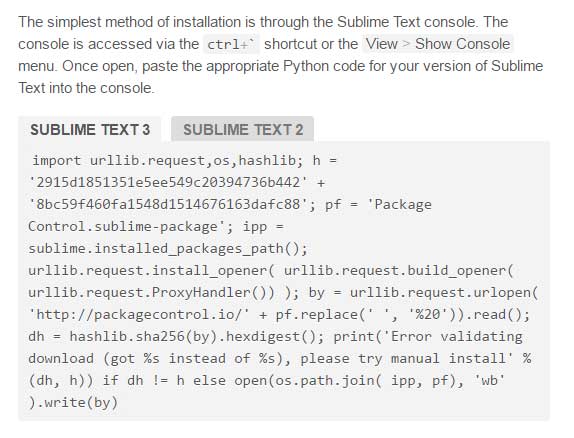 The simplest method of installation is through the Sublime Text console. The
console is accessed via the ctrl+` shortcut or the View > Show Console
menu. Once open, paste the appropriate Python code for your version of Sublime
Text into the console.
SUBLIME TEXT 3 SUBLIME TEXT 2
import urllib.request,os,hashlib; h =
'2915d1851351e5ee549c20394736b442' +
'8bc59f460fa1548d1514676163dafc88'; pf = 'Package
Control.sublime-package'; ipp =
sublime.installed_packages_path();
urllib.request.install_opener( urllib.request.build_opener(
urllib.request.ProxyHandler()) ); by = urllib.request.urlopen(
'http://packagecontrol.io/' + pf.replace(' ', '%20')).read();
dh = hashlib.sha256(by).hexdigest(); print('Error validating
download (got %s instead of %s), please try manual install' %
(dh, h)) if dh != h else open(os.path.join( ipp, pf), 'wb'
).write(by)